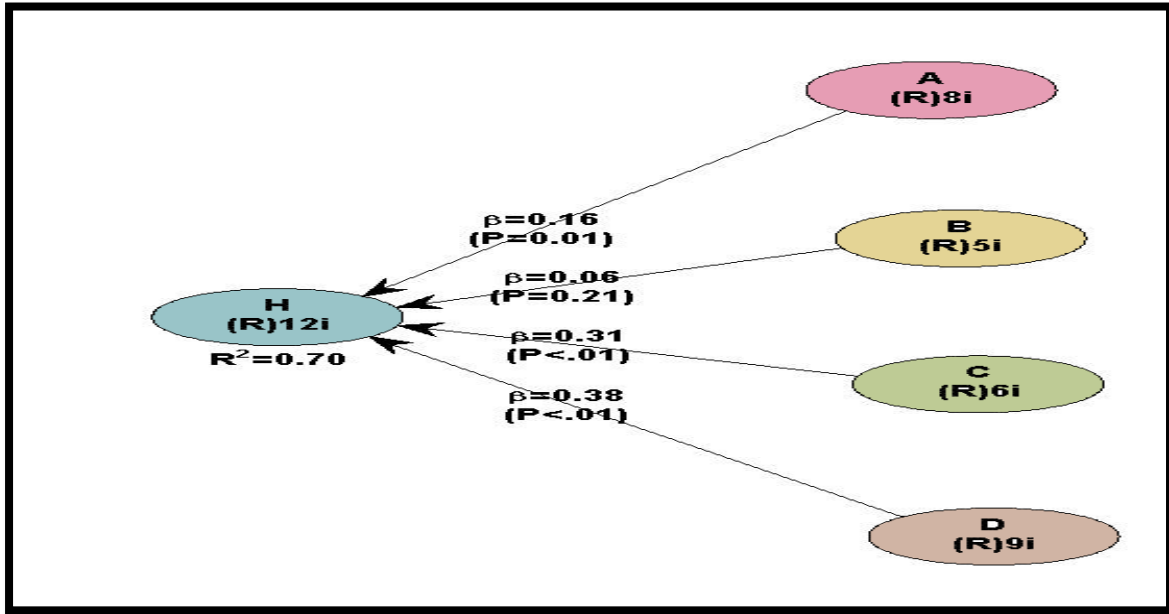 A
(R)8i
β=0.16
(P=0.01)
B
(R)5i
β=0.06
(P=0.21)
H
(R)12i
R²=0.70
β=0.31
(P<.01)
C
(R)6i
β=0.38
(P<.01)
D
(R)9i